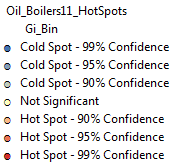 Oil_Boilers11_HotSpots
Gi_Bin
Cold Spot - 99% Confidence
Cold Spot - 95% Confidence
Cold Spot - 90% Confidence
Not Significant
Hot Spot - 90% Confidence
Hot Spot - 95% Confidence
Hot Spot - 99% Confidence